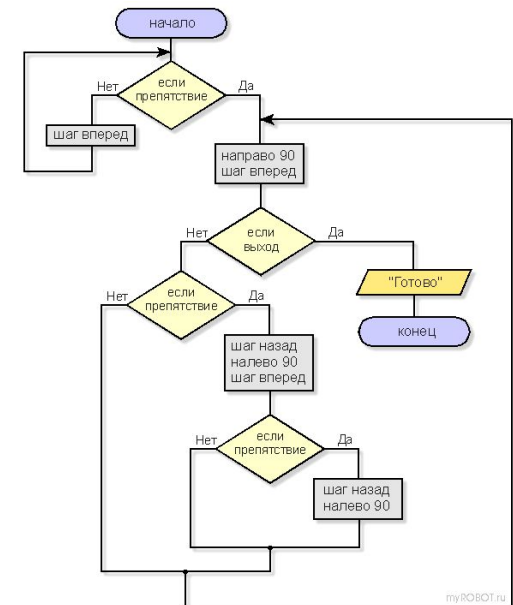 начало
если
препятствие
Нет
Да
шаг вперед
направо 90
шаг вперед
если
выход
Нет
Да
"Готово"
конец
если
препятствие
Нет
Да
шаг назад
налево 90
шаг вперед
если
препятствие
Нет
Да
шаг назад
налево 90
myROBOT.ru